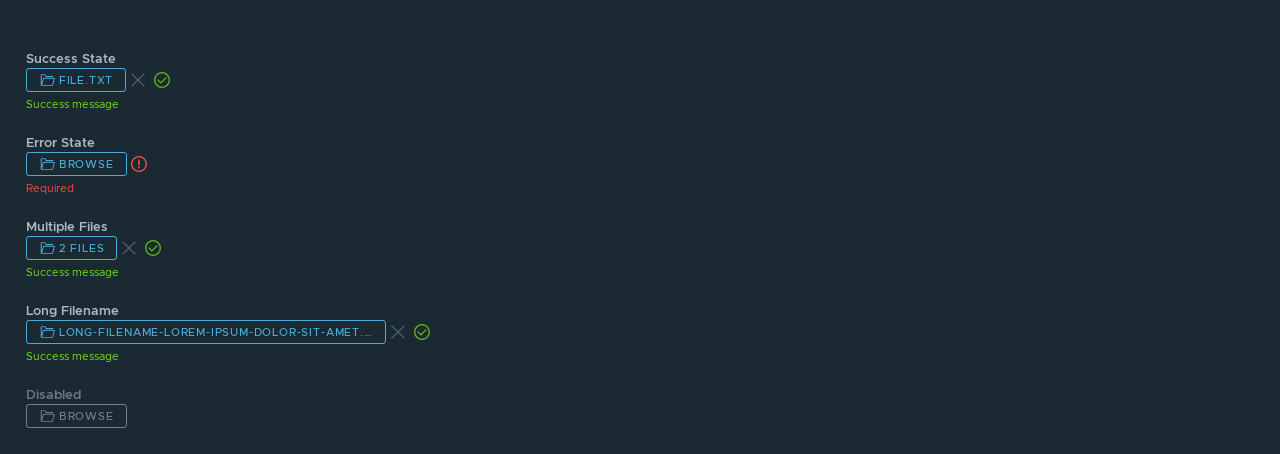 Success State
FILE.TXT
Success message
Error State
BROWSE
Required
Multiple Files
2 FILES
Success message
Long Filename
LONG-FILENAME-LOREM-IPSUM-DOLOR-SIT-AMET....
Success message
Disabled
BROWSE